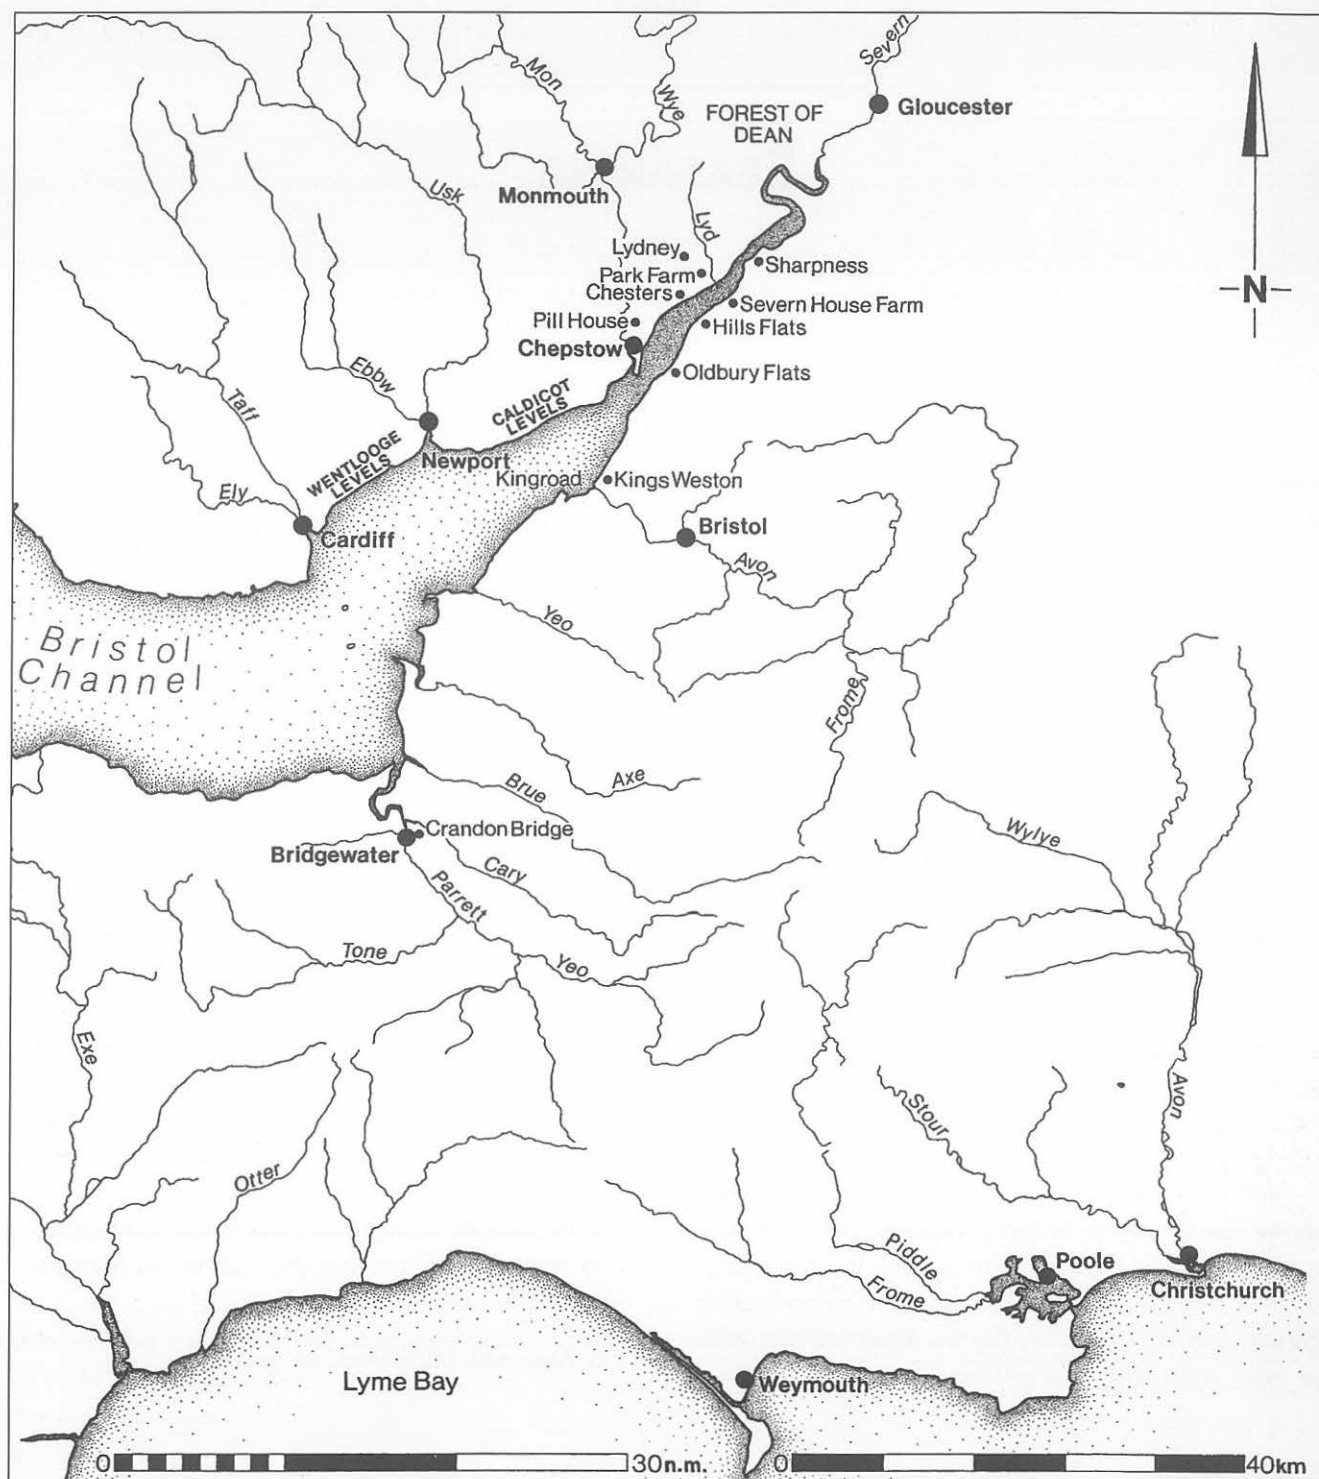 Severn
Mon
Wye
FOREST OF
DEAN
Gloucester
Monmouth
Usk
Lyd
Lydney
Park Farm
Chesters
Pill House
Chepstow
Sharpness
Severn House Farm
Hills Flats
Oldbury Flats
N
Ebbw
Taff
CALDICOT
LEVELS
WENTLOOGE
LEVELS
Newport
Ely
Cardiff
Kingroad
Kings Weston
Bristol
Avon
Yeo
Bristol
Channel
Frome
Axe
Brue
Crandon Bridge
Bridgewater
Cary
Parrett
Wylye
Tone
Yeo
Exe
Stour
Avon
Otter
Piddle
Frome
Poole
Christchurch
Lyme Bay
Weymouth
0 30 n.m.
0 40km